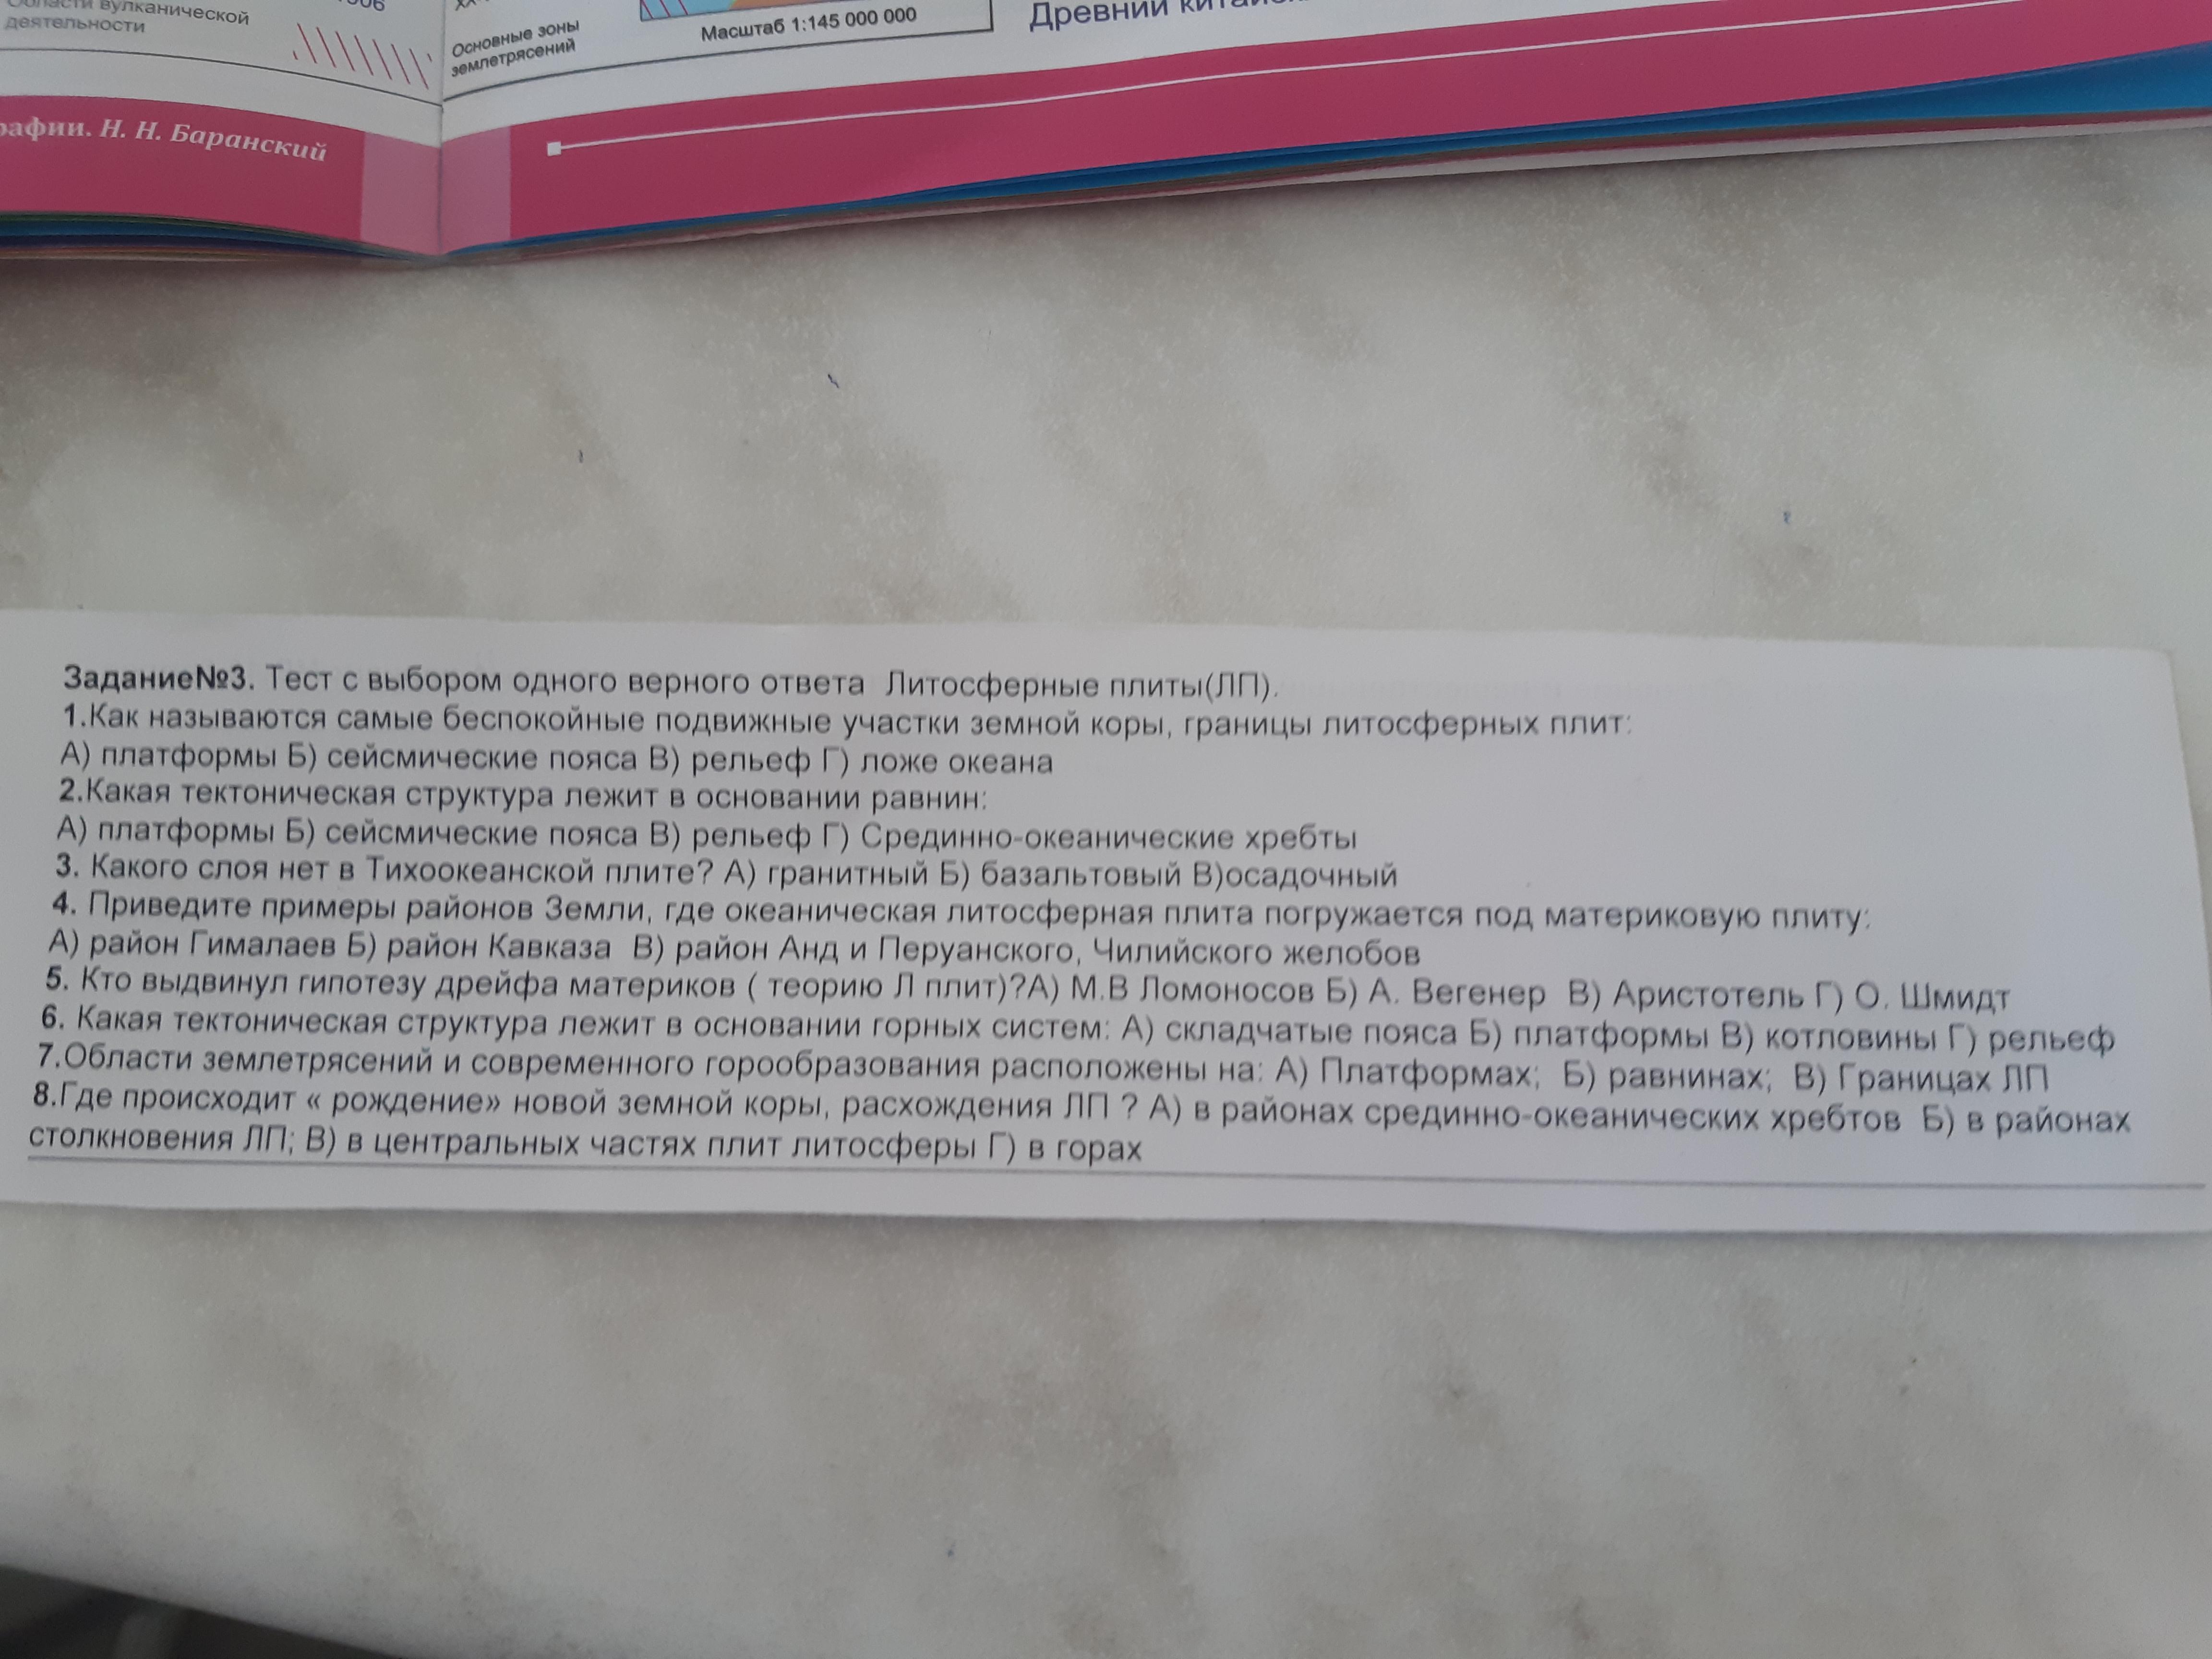 Области вулканической
деятельности
Основные зоны
землетрясений
Масштаб 1:145 000 000
Древний
Н. Н. Баранский
Задание№3. Тест с выбором одного верного ответа Литосферные плиты(ЛП).
1.Как называются самые беспокойные подвижные участки земной коры, границы литосферных плит:
А) платформы Б) сейсмические пояса В) рельеф Г) ложе океана
2.Какая тектоническая структура лежит в основании равнин:
А) платформы Б) сейсмические пояса В) рельеф Г) Срединно-океанические хребты
3. Какого слоя нет в Тихоокеанской плите? А) гранитный Б) базальтовый В)осадочный
4. Приведите примеры районов Земли, где океаническая литосферная плита погружается под материковую плиту:
А) район Гималаев Б) район Кавказа В) район Анд и Перуанского, Чилийского желобов
5. Кто выдвинул гипотезу дрейфа материков ( теорию Л плит)?А) М.В Ломоносов Б) А. Вегенер В) Аристотель Г) О. Шмидт
6. Какая тектоническая структура лежит в основании горных систем: А) складчатые пояса Б) платформы В) котловины Г) рельеф
7.Области землетрясений и современного горообразования расположены на: А) Платформах; Б) равнинах; В) Границах ЛП
8.Где происходит « рождение» новой земной коры, расхождения ЛП ? А) в районах срединно-океанических хребтов Б) в районах
столкновения ЛП; В) в центральных частях плит литосферы Г) в горах